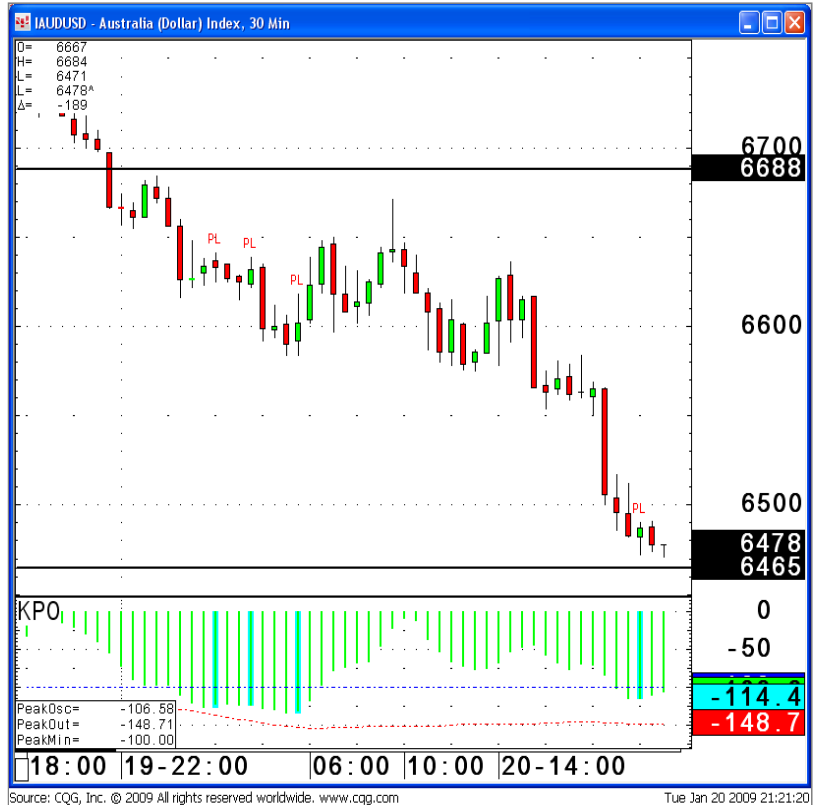 IAUDUSD - Australia (Dollar) Index, 30 Min
O= 6667
H= 6684
L= 6471
L= 6478^
Δ= -189
6700
6688
PL PL
PL
6600
6500
PL
6478
6465
KPO
0
-50
-114.4
-148.7
PeakOsc= -106.58
PeakOut= -148.71
PeakMin= -100.00
18:00 19-22:00 06:00 10:00 20-14:00
Source: CQG, Inc. © 2009 All rights reserved worldwide. www.cqg.com Tue Jan 20 2009 21:21:20